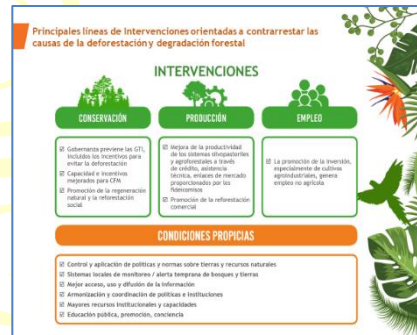 Principales líneas de Intervenciones orientadas a contrarrestar las
causas de la deforestación y degradación forestal
INTERVENCIONES
CONSERVACIÓN
Gobernanza previene las GTI,
incluidos los incentivos para
evitar la deforestación
Capacidad e incentivos
mejorados para CFM
Promoción de la regeneración
natural y la reforestación
social
PRODUCCIÓN
Mejora de la productividad
de los sistemas silvopastoriles
y agroforestales a través
de crédito, asistencia
técnica, enlaces de mercado
proporcionados por los
fideicomisos
Promoción de la reforestación
comercial
EMPLEO
La promoción de la inversión,
especialmente de cultivos
agroindustriales, genera
empleo no agrícola
CONDICIONES PROPICIAS
Control y aplicación de políticas y normas sobre tierras y recursos naturales
Sistemas locales de monitoreo / alerta temprana de bosques y tierras
Mejor acceso, uso y difusión de la información
Armonización y coordinación de políticas e instituciones
Mayores recursos institucionales y capacidades
Educación pública, promoción, conciencia